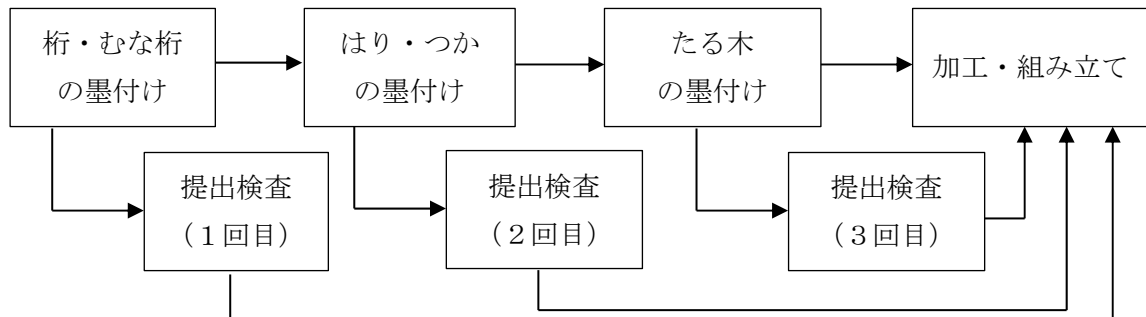 桁・むな桁
の墨付け
はり・つか
の墨付け
たる木
の墨付け
加工・組み立て
提出検査
(1回目)
提出検査
(2回目)
提出検査
(3回目)